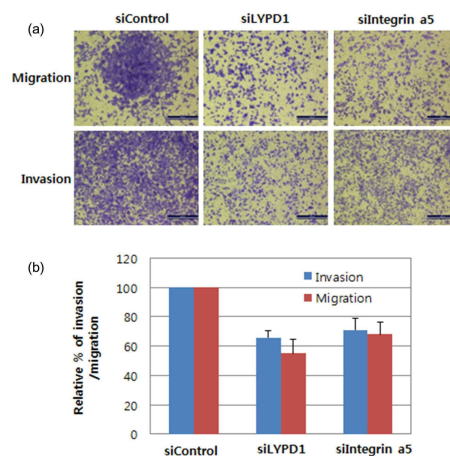 (a)
siControl
siLYPD1
siIntegrin a5
Migration
Invasion
(b)
Relative % of invasion
/migration
120
100
80
60
40
20
0
Invasion
Migration
siControl
siLYPD1
siIntegrin a5